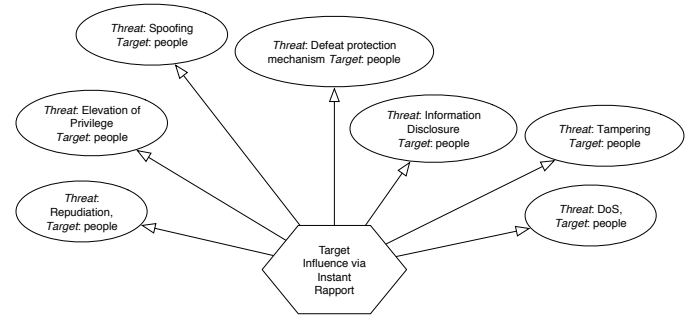 Threat: Spoofing
Target: people
Threat: Defeat protection
mechanism Target: people
Threat: Elevation of
Privilege
Target: people
Threat: Information
Disclosure
Target: people
Threat: Tampering
Target: people
Threat:
Repudiation,
Target: people
Threat: DoS,
Target: people
Target
Influence via
Instant
Rapport